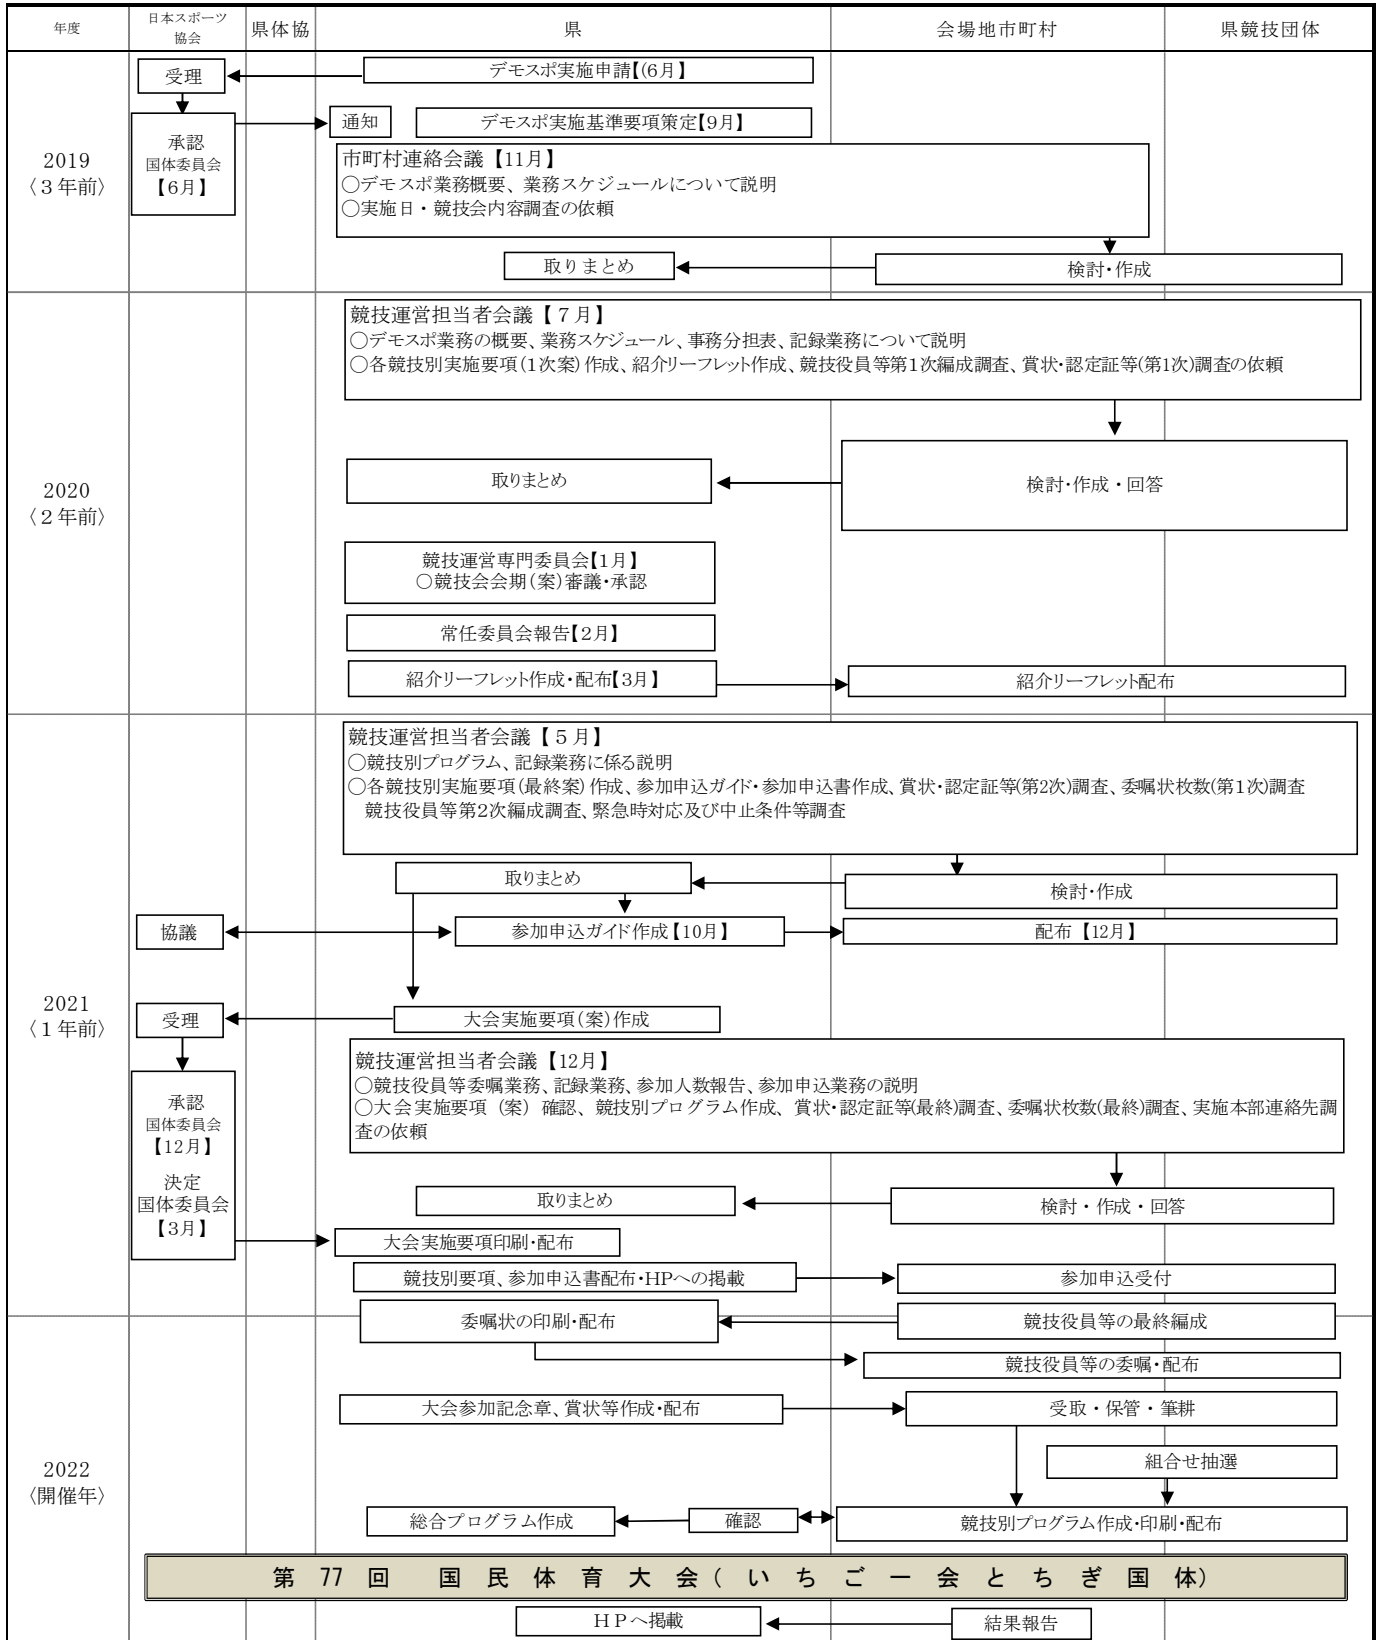 年度
日本スポーツ
協会
県体協
県
会場地市町村
県競技団体
2019
〈３年前〉
受理
デモスポ実施申請【(6月】
承認
国体委員会
【6月】
通知
デモスポ実施基準要項策定【9月】
市町村連絡会議【11月】
○デモスポ業務概要、業務スケジュールについて説明
○実施日・競技会内容調査の依頼
取りまとめ
検討・作成
2020
〈２年前〉
競技運営担当者会議【７月】
○デモスポ業務の概要、業務スケジュール、事務分担表、記録業務について説明
○各競技別実施要項(1次案)作成、紹介リーフレット作成、競技役員等第1次編成調査、賞状・認定証等(第1次)調査の依頼
取りまとめ
検討・作成・回答
競技運営専門委員会【1月】
○競技会会期(案)審議・承認
常任委員会報告【2月】
紹介リーフレット作成・配布【3月】
紹介リーフレット配布
2021
〈１年前〉
競技運営担当者会議【５月】
○競技別プログラム、記録業務に係る説明
○各競技別実施要項(最終案)作成、参加申込ガイド・参加申込書作成、賞状・認定証等(第2次)調査、委嘱状枚数(第1次)調査
競技役員等第2次編成調査、緊急時対応及び中止条件等調査
取りまとめ
検討・作成
協議
参加申込ガイド作成【10月】
配布【12月】
受理
大会実施要項(案)作成
承認
国体委員会
【12月】
決定
国体委員会
【3月】
競技運営担当者会議【12月】
○競技役員等委嘱業務、記録業務、参加人数報告、参加申込業務の説明
○大会実施要項（案）確認、競技別プログラム作成、賞状・認定証等(最終)調査、委嘱状枚数(最終)調査、実施本部連絡先調
査の依頼
取りまとめ
検討・作成・回答
大会実施要項印刷・配布
競技別要項、参加申込書配布・HPへの掲載
参加申込受付
2022
〈開催年〉
委嘱状の印刷・配布
競技役員等の最終編成
競技役員等の委嘱・配布
大会参加記念章、賞状等作成・配布
受取・保管・筆耕
組合せ抽選
総合プログラム作成
確認
競技別プログラム作成・印刷・配布
第77回　国民体育大会(いちご一会とちぎ国体)
ＨＰへ掲載
結果報告